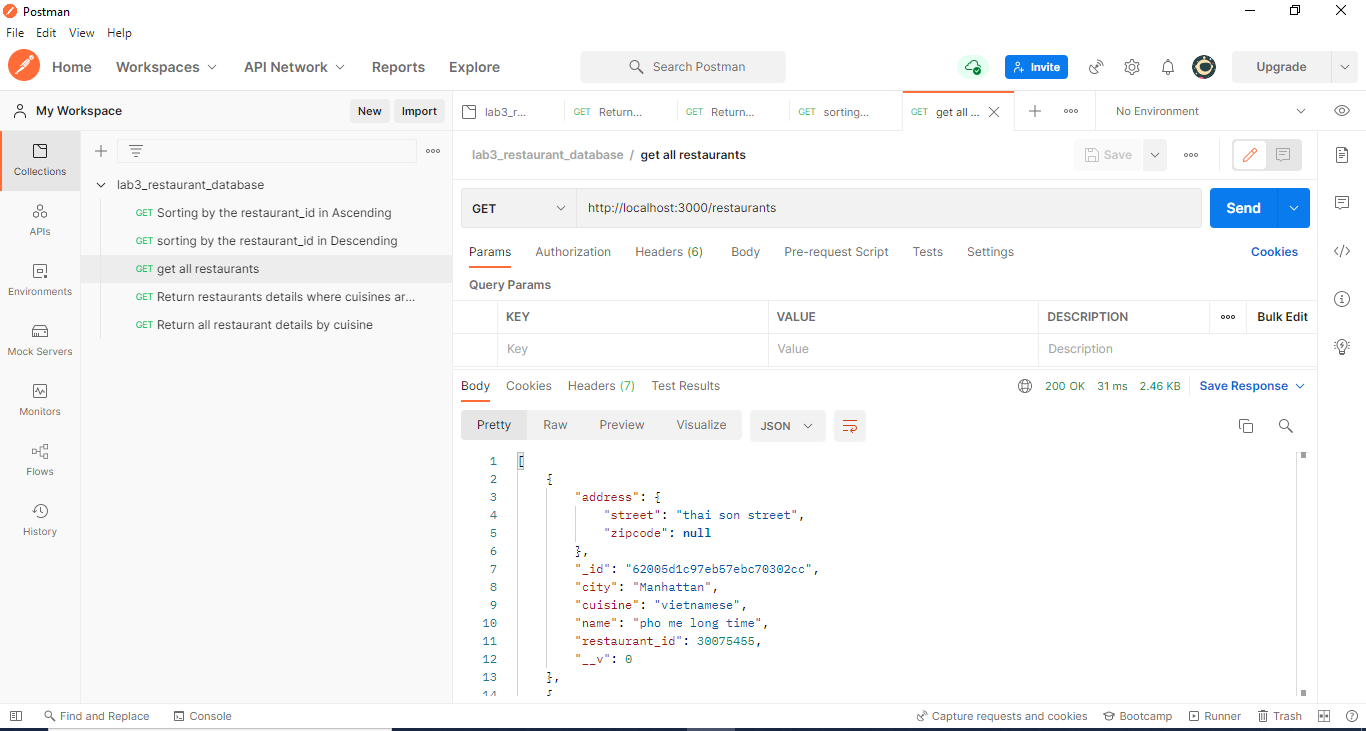 Postman
File Edit View Help
Home Workspaces API Network Reports Explore Search Postman Invite Upgrade
My Workspace New Import
lab3_r... GET Return... GET Return... GET sorting... GET get all ... No Environment
Collections
APIs
Environments
Mock Servers
Monitors
Flows
History
lab3_restaurant_database
GET Sorting by the restaurant_id in Ascending
GET sorting by the restaurant_id in Descending
GET get all restaurants
GET Return restaurants details where cuisines ar...
GET Return all restaurant details by cuisine
lab3_restaurant_database / get all restaurants Save
GET http://localhost:3000/restaurants Send
Params Authorization Headers (6) Body Pre-request Script Tests Settings Cookies
Query Params
KEY VALUE DESCRIPTION Bulk Edit
Key Value Description
Body Cookies Headers (7) Test Results 200 OK 31 ms 2.46 KB Save Response
Pretty Raw Preview Visualize JSON
1 [
2 {
3 "address": {
4 "street": "thai son street",
5 "zipcode": null
6 },
7 "_id": "62005d1c97eb57ebc70302cc",
8 "city": "Manhattan",
9 "cuisine": "vietnamese",
10 "name": "pho me long time",
11 "restaurant_id": 30075455,
12 "__v": 0
13 },
14 {
Find and Replace Console Capture requests and cookies Bootcamp Runner Trash